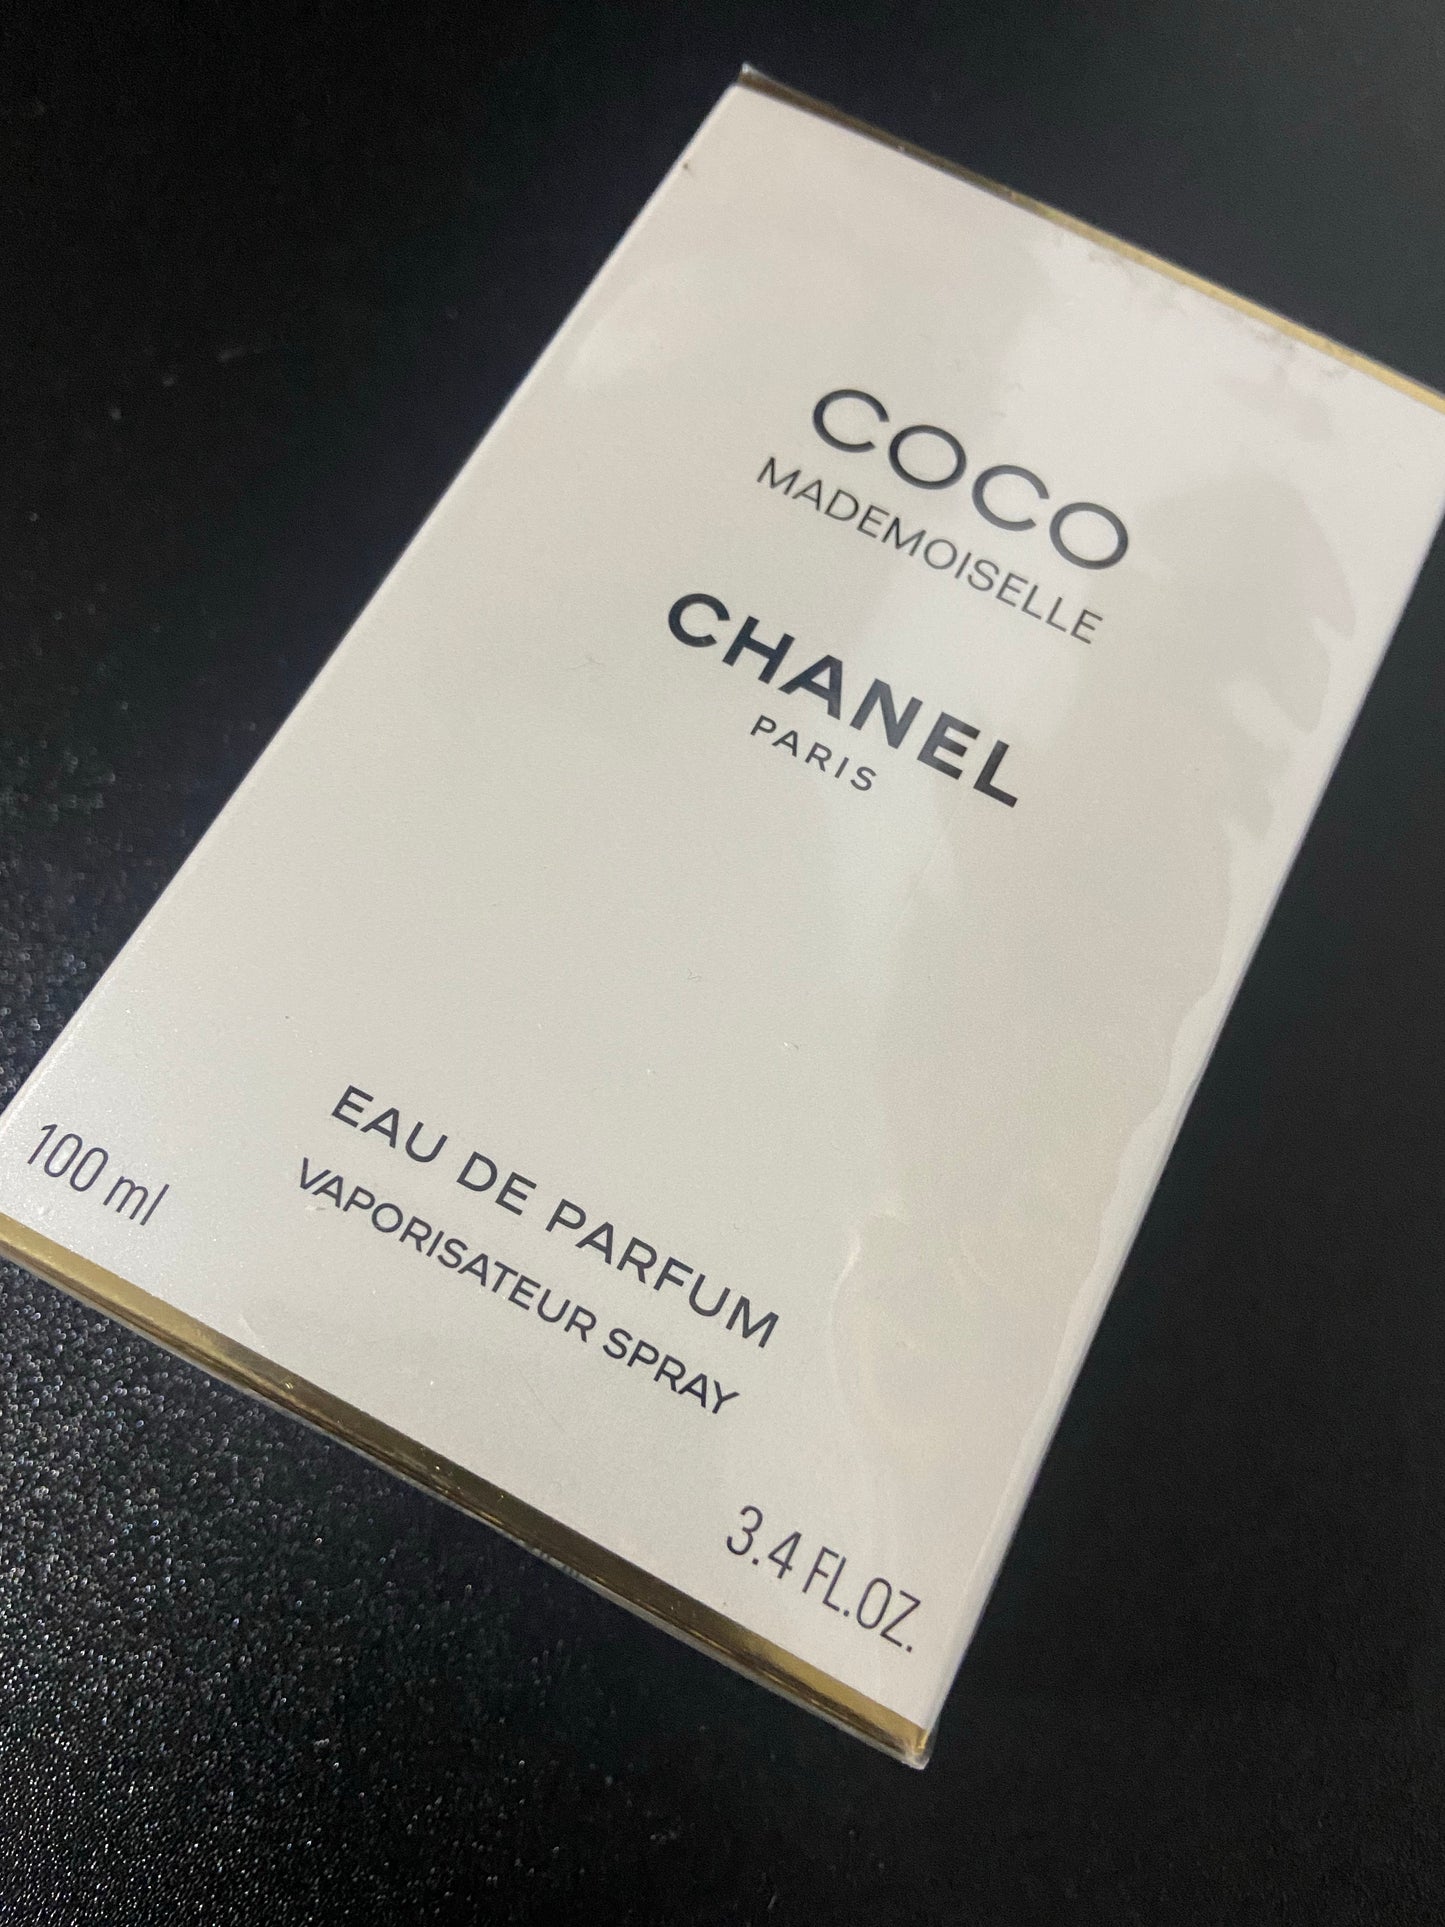 COCO
MADEMOISELLE
CHANEL
PARIS
EAU DE PARFUM
VAPORISATEUR SPRAY
100 ml
3.4 FL.OZ.